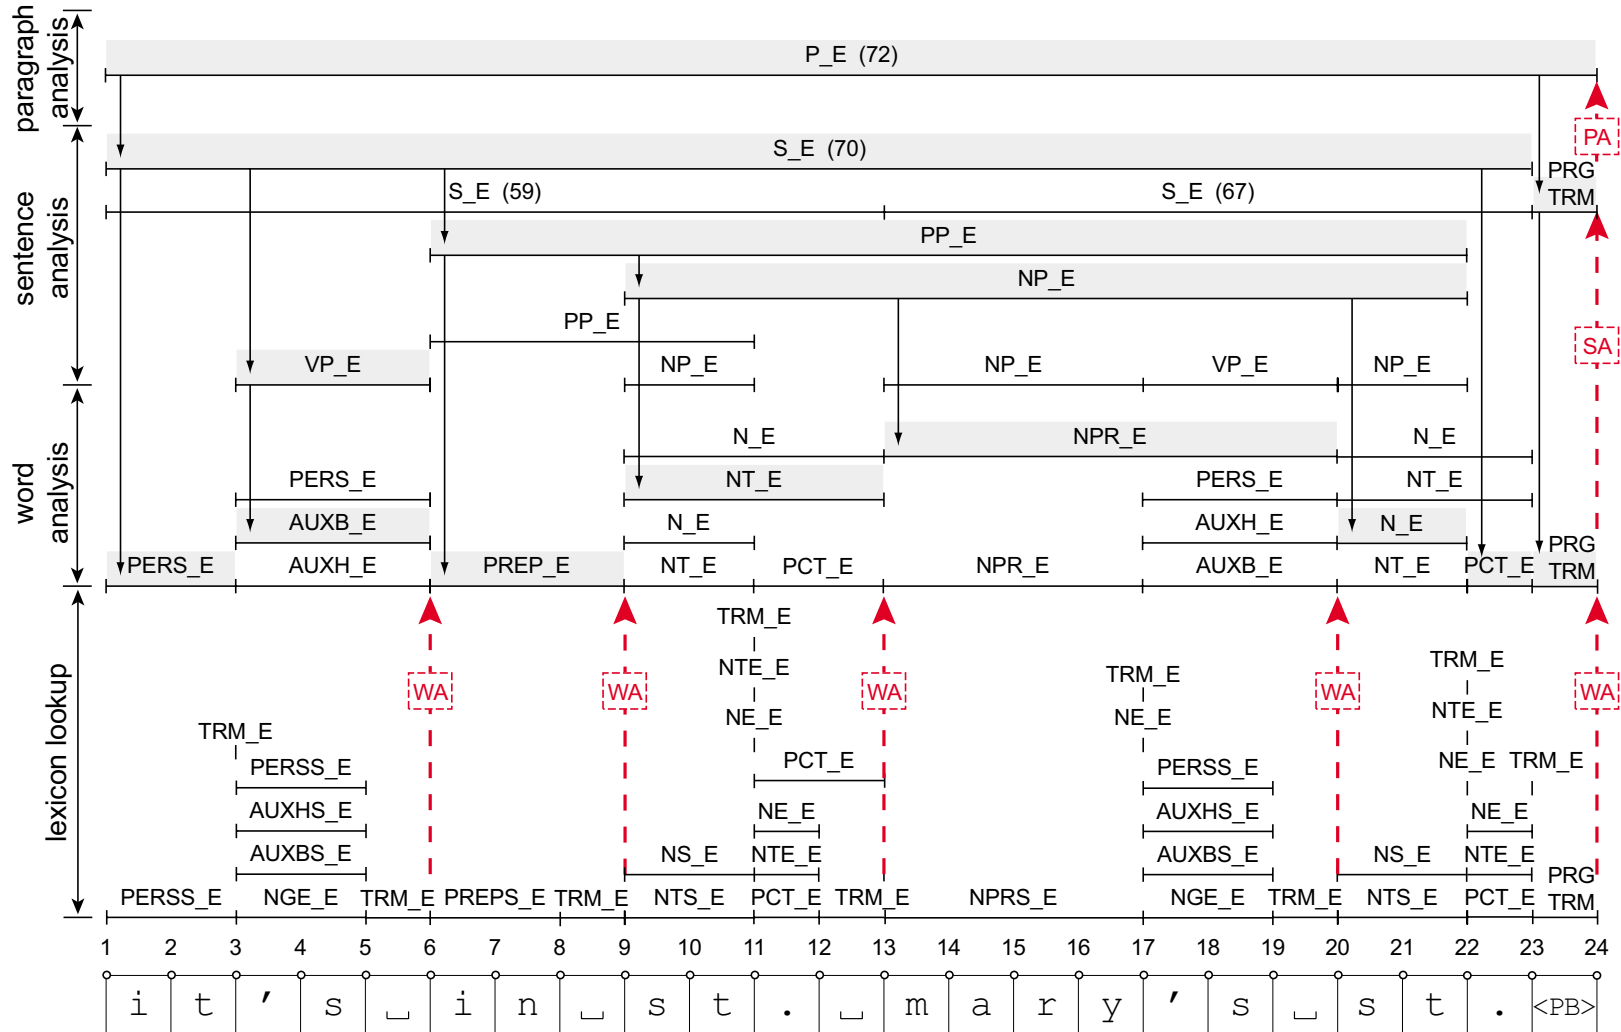 paragraph analysis
P_E (72)
PA
S_E (70)
PRG
sentence analysis
S_E (59) S_E (67) TRM
PP_E
NP_E
PP_E
SA
VP_E NP_E NP_E VP_E NP_E
word analysis
N_E NPR_E N_E
PERS_E NT_E PERS_E NT_E
AUXB_E N_E AUXH_E N_E
PRG
PERS_E AUXH_E PREP_E NT_E PCT_E NPR_E AUXB_E NT_E PCT_E TRM
lexicon lookup
TRM_E
TRM_E
NTE_E TRM_E
WA WA WA WA WA
NE_E NE_E NTE_E
TRM_E
PERSS_E PCT_E PERSS_E NE_E TRM_E
AUXHS_E NE_E AUXHS_E NE_E
AUXBS_E NS_E NTE_E AUXBS_E NS_E NTE_E
PRG
PERSS_E NGE_E TRM_E PREPS_E TRM_E NTS_E PCT_E TRM_E NPRS_E NGE_E TRM_E NTS_E PCT_E TRM
1 2 3 4 5 6 7 8 9 10 11 12 13 14 15 16 17 18 19 20 21 22 23 24
i t ' s ␣ i n ␣ s t . ␣ m a r y ' s ␣ s t . <PB>